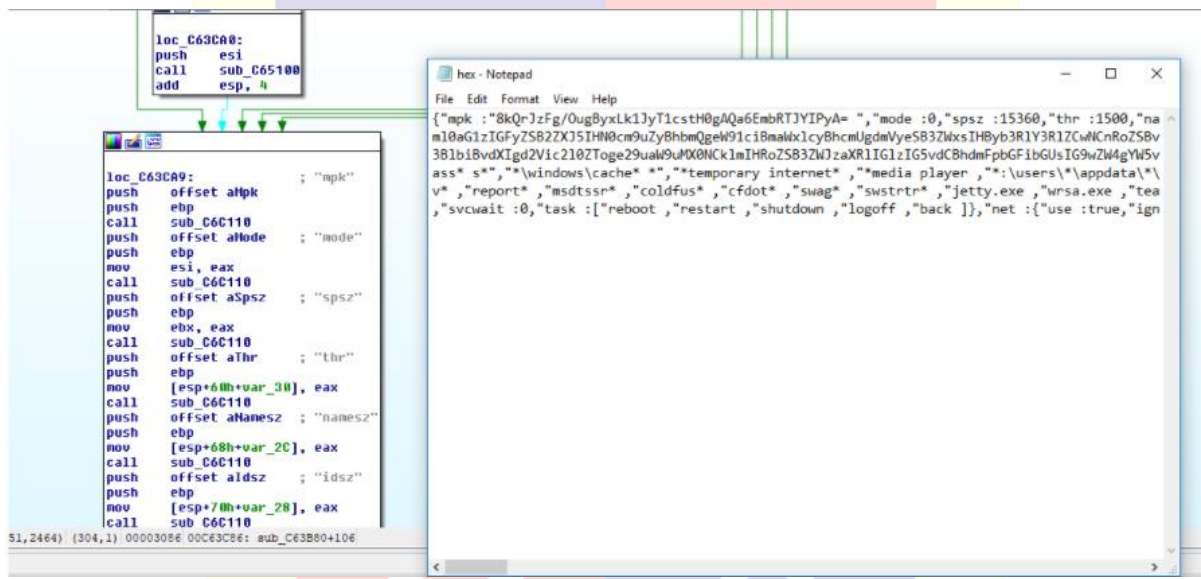 loc_C63CA0:
push esi
call sub_C65100
add esp, 4
loc_C63CA9: ; "mpk"
push offset aMpk
push ebp
call sub_C6C110
push offset aMode ; "mode"
push ebp
mov esi, eax
call sub_C6C110
push offset aSpsz ; "spsz"
push ebp
mov ebx, eax
call sub_C6C110
push offset aThr ; "thr"
push ebp
mov [esp+60h+var_30], eax
call sub_C6C110
push offset aNamesz ; "namesz"
push ebp
mov [esp+68h+var_2C], eax
call sub_C6C110
push offset aIdsz ; "idsz"
push ebp
mov [esp+70h+var_28], eax
call sub_C6C110
51,2464) (304,1) 00003086 00C63C86: sub_C63B80+106
hex - Notepad
File Edit Format View Help
{"mpk :"8kQrJzFg/OugByxLk1JyT1cstH0gAQa6EmbRTJYIPyA= ","mode :0,"spsz :15360,"thr :1500,"na
ml0aG1zIGFyZSB2ZXJ5IHN0cm9uZyBhbmQgeW91ciBmaWxlcyBhcmUgdmVyeSB3ZWxsIHByb3RlY3RlZCwNCnRoZSBv
3BlbiBvdXIgd2Vic2l0ZToge29uaW9uMX0NCklmIHRoZSB3ZWJzaXRlIGlzIG5vdCBhdmFpbGFibGUsIG9wZW4gYW5v
ass* s*","*\windows\cache* *","*temporary internet* ,"*media player ,"*:\users\*\appdata\*\
v* ,"report* ,"msdtssr* ,"coldfus* ,"cfdot* ,"swag* ,"swstrtr* ,"jetty.exe ,"wrsa.exe ,"tea
,"svcwait :0,"task :["reboot ,"restart ,"shutdown ,"logoff ,"back ]},"net :{"use :true,"ign